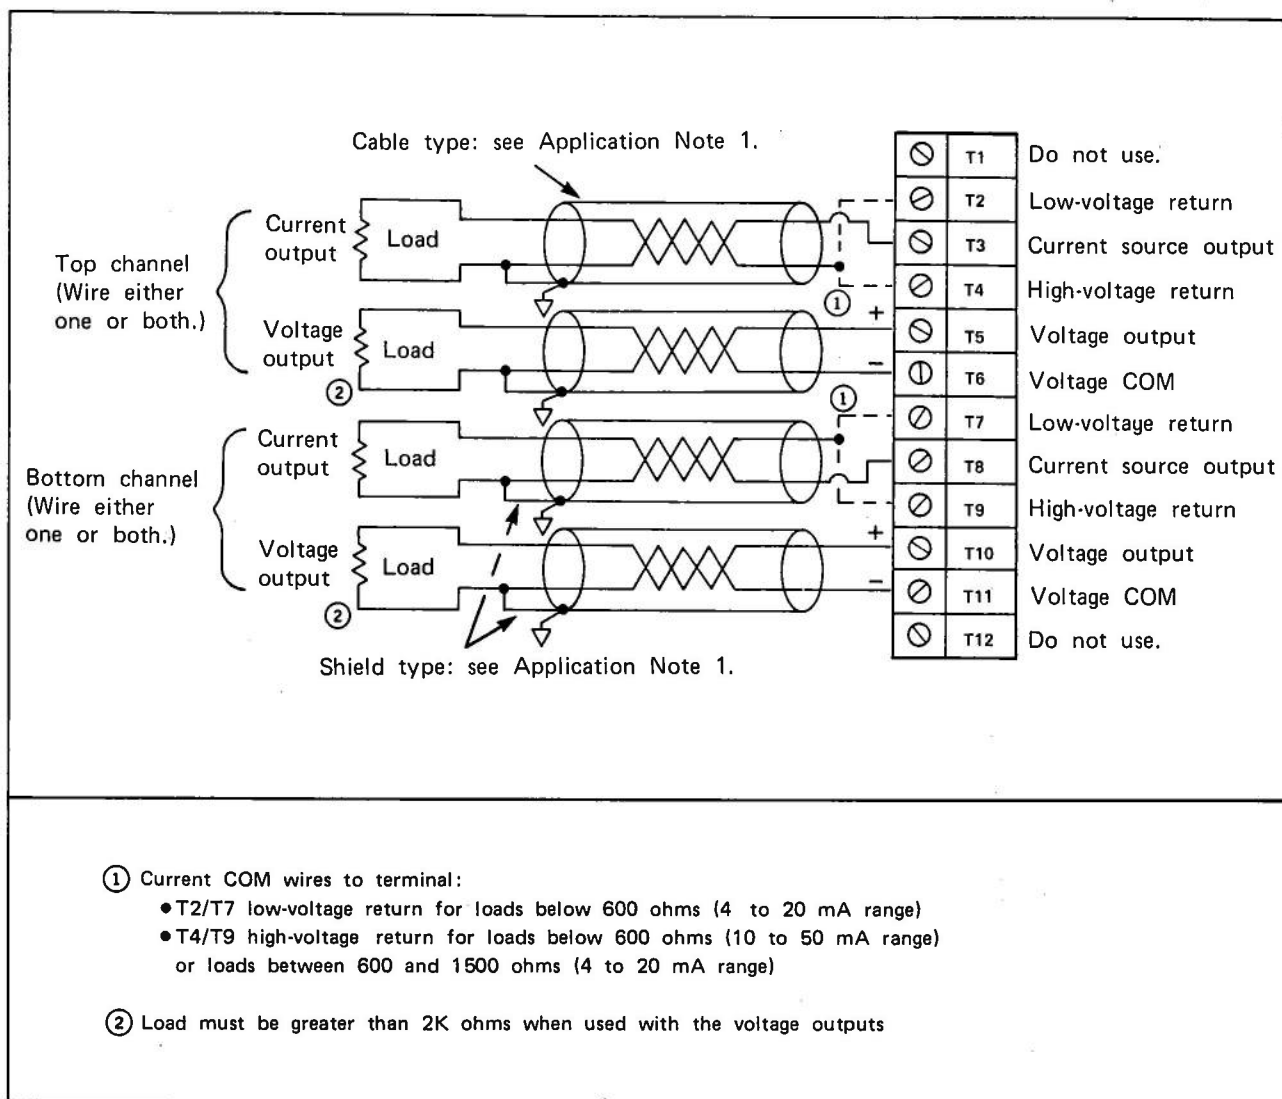 Cable type: see Application Note 1.
Top channel
(Wire either
one or both.)
Current
output
Load
Voltage
output
Load
②
Bottom channel
(Wire either
one or both.)
Current
output
Load
Voltage
output
Load
②
Shield type: see Application Note 1.
①
+
−
①
+
−
T1 Do not use.
T2 Low-voltage return
T3 Current source output
T4 High-voltage return
T5 Voltage output
T6 Voltage COM
T7 Low-voltage return
T8 Current source output
T9 High-voltage return
T10 Voltage output
T11 Voltage COM
T12 Do not use.
① Current COM wires to terminal:
● T2/T7 low-voltage return for loads below 600 ohms (4 to 20 mA range)
● T4/T9 high-voltage return for loads below 600 ohms (10 to 50 mA range)
or loads between 600 and 1500 ohms (4 to 20 mA range)
② Load must be greater than 2K ohms when used with the voltage outputs